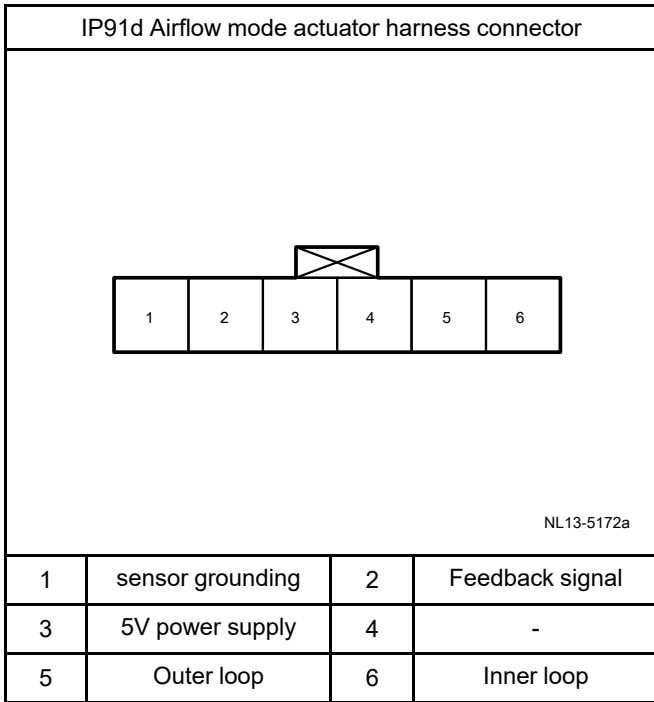 IP91d Airflow mode actuator harness connector
1 2 3 4 5 6
NL13-5172a
1 sensor grounding 2 Feedback signal
3 5V power supply 4 -
5 Outer loop 6 Inner loop